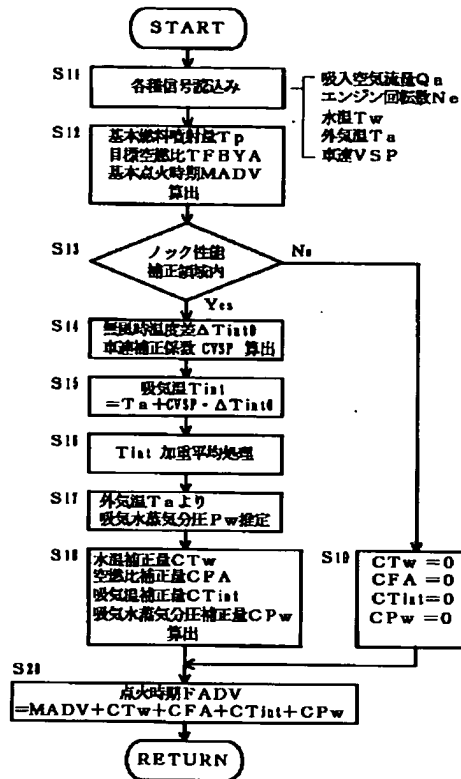 START
S11
各種信号読込み
吸入空気流量Qa
エンジン回転数Ne
水温Tw
外気温Ta
車速VSP
S12
基本燃料噴射量Tp
目標空燃比TFBYA
基本点火時期MADV
算出
S13
ノック性能
補正領域内
No
Yes
S14
無風時温度差ΔTint0
車速補正係数 CVSP 算出
S15
吸気温Tint
=Ta+CVSP・ΔTint0
S16
Tint 加重平均処理
S17
外気温Taより
吸気水蒸気分圧Pw推定
S18
水温補正量CTw
空燃比補正量CFA
吸気温補正量CTint
吸気水蒸気分圧補正量CPw
算出
S19
CTw=0
CFA=0
CTint=0
CPw=0
S20
点火時期FADV
=MADV+CTw+CFA+CTint+CPw
RETURN